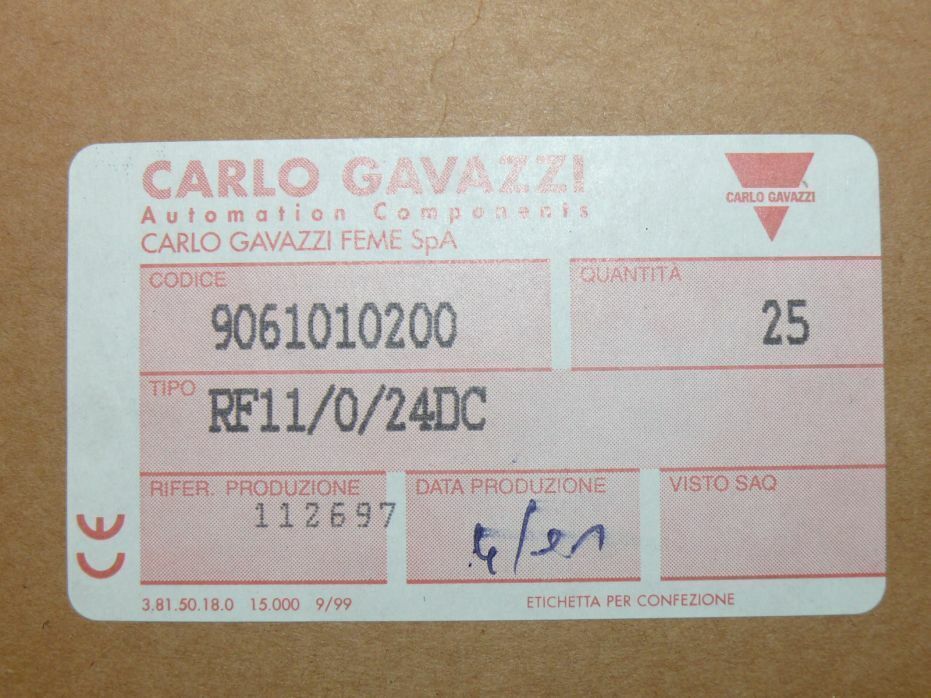 CARLO GAVAZZI
Automation Components
CARLO GAVAZZI FEME SpA
CARLO GAVAZZI
CODICE
9061010200
QUANTITÀ
25
TIPO
RF11/0/24DC
RIFER. PRODUZIONE
112697
DATA PRODUZIONE
VISTO SAQ
CE
3.81.50.18.0 15.000 9/99
ETICHETTA PER CONFEZIONE